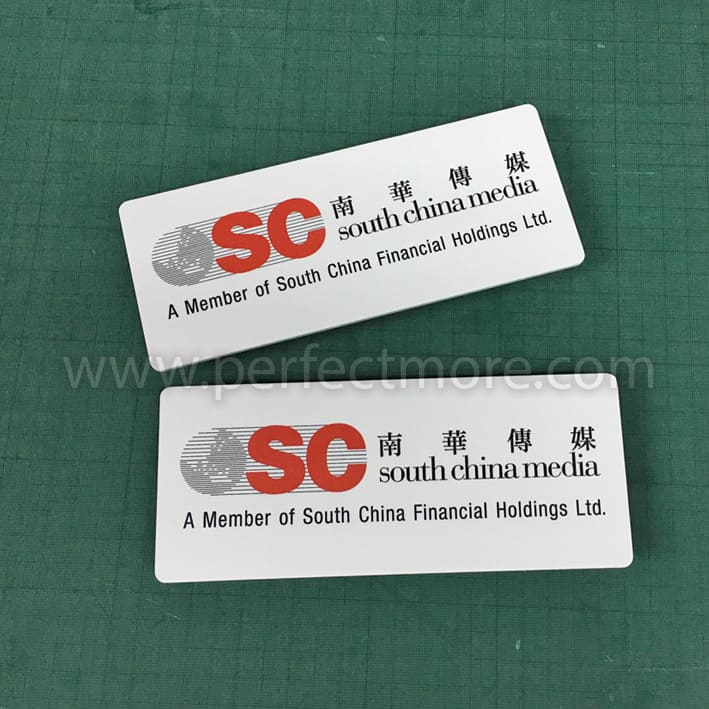 SC 南華傳媒
south china media
A Member of South China Financial Holdings Ltd.
www.perfectmore.com
SC 南華傳媒
south china media
A Member of South China Financial Holdings Ltd.